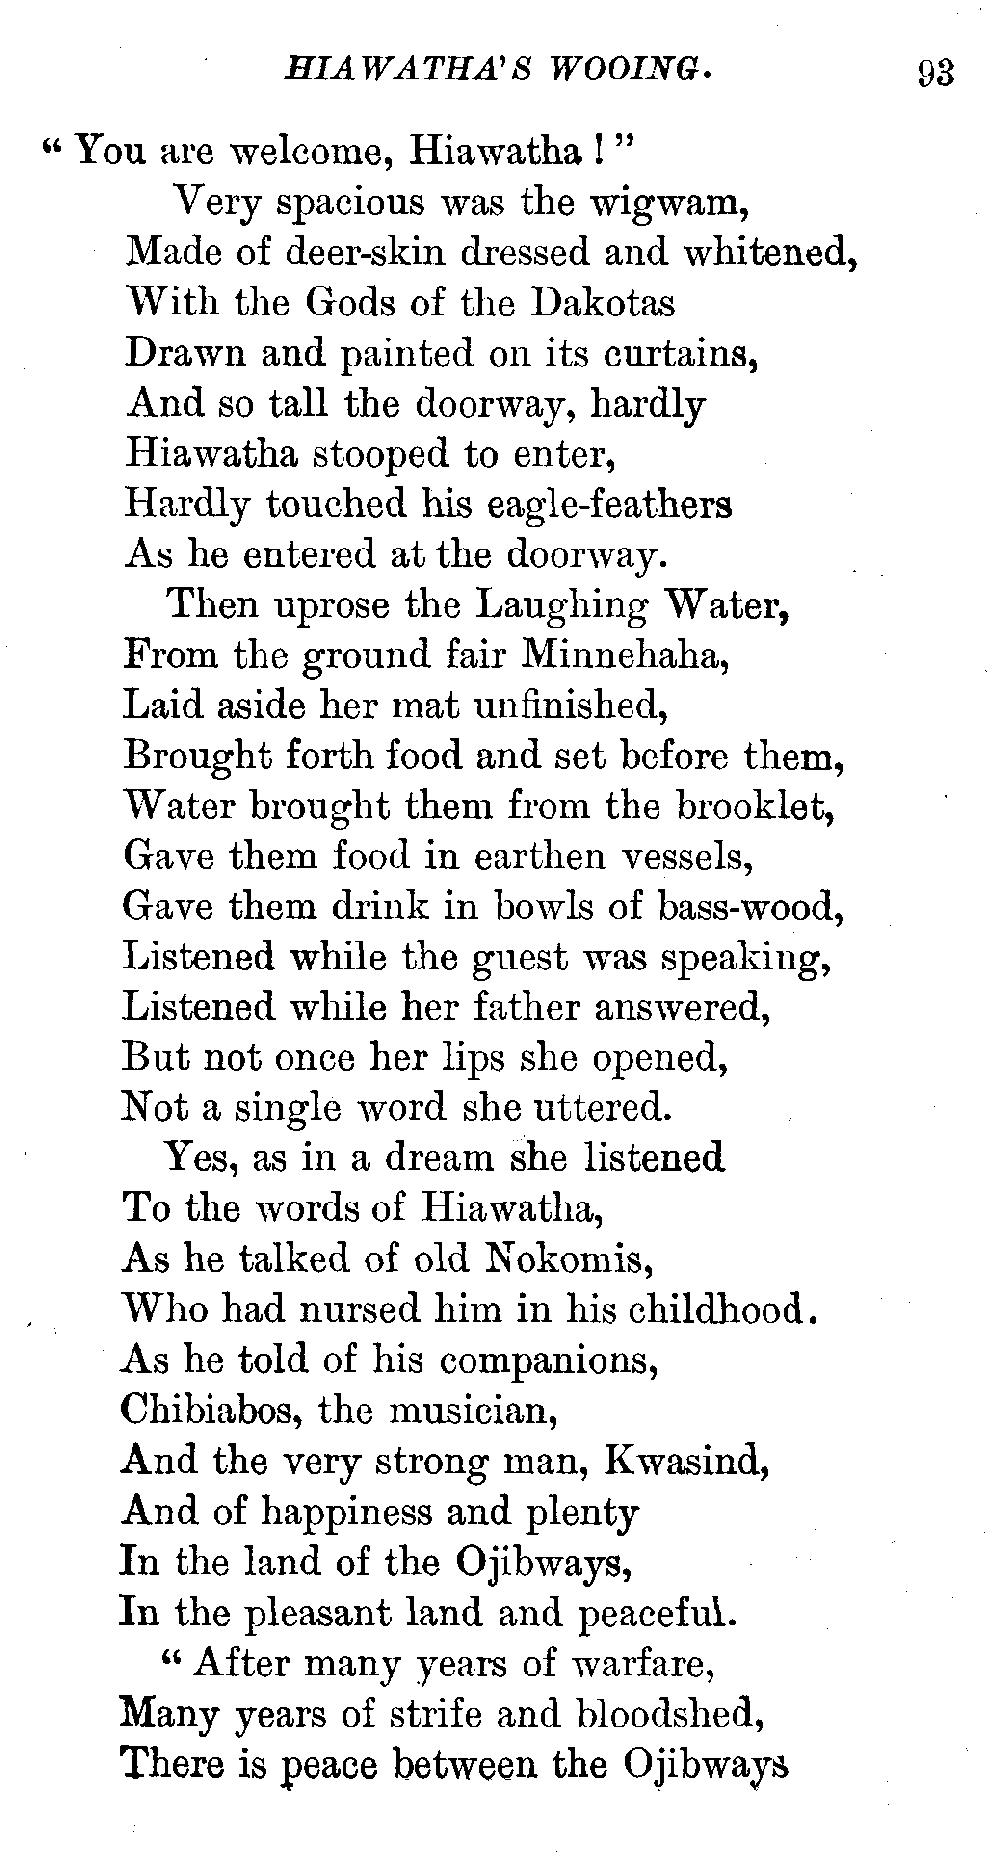 HIAWATHA'S WOOING. 93
“ You are welcome, Hiawatha ! ”
Very spacious was the wigwam,
Made of deer-skin dressed and whitened,
With the Gods of the Dakotas
Drawn and painted on its curtains,
And so tall the doorway, hardly
Hiawatha stooped to enter,
Hardly touched his eagle-feathers
As he entered at the doorway.
Then uprose the Laughing Water,
From the ground fair Minnehaha,
Laid aside her mat unfinished,
Brought forth food and set before them,
Water brought them from the brooklet,
Gave them food in earthen vessels,
Gave them drink in bowls of bass-wood,
Listened while the guest was speaking,
Listened while her father answered,
But not once her lips she opened,
Not a single word she uttered.
Yes, as in a dream she listened
To the words of Hiawatha,
As he talked of old Nokomis,
Who had nursed him in his childhood.
As he told of his companions,
Chibiabos, the musician,
And the very strong man, Kwasind,
And of happiness and plenty
In the land of the Ojibways,
In the pleasant land and peaceful.
“ After many years of warfare,
Many years of strife and bloodshed,
There is peace between the Ojibways